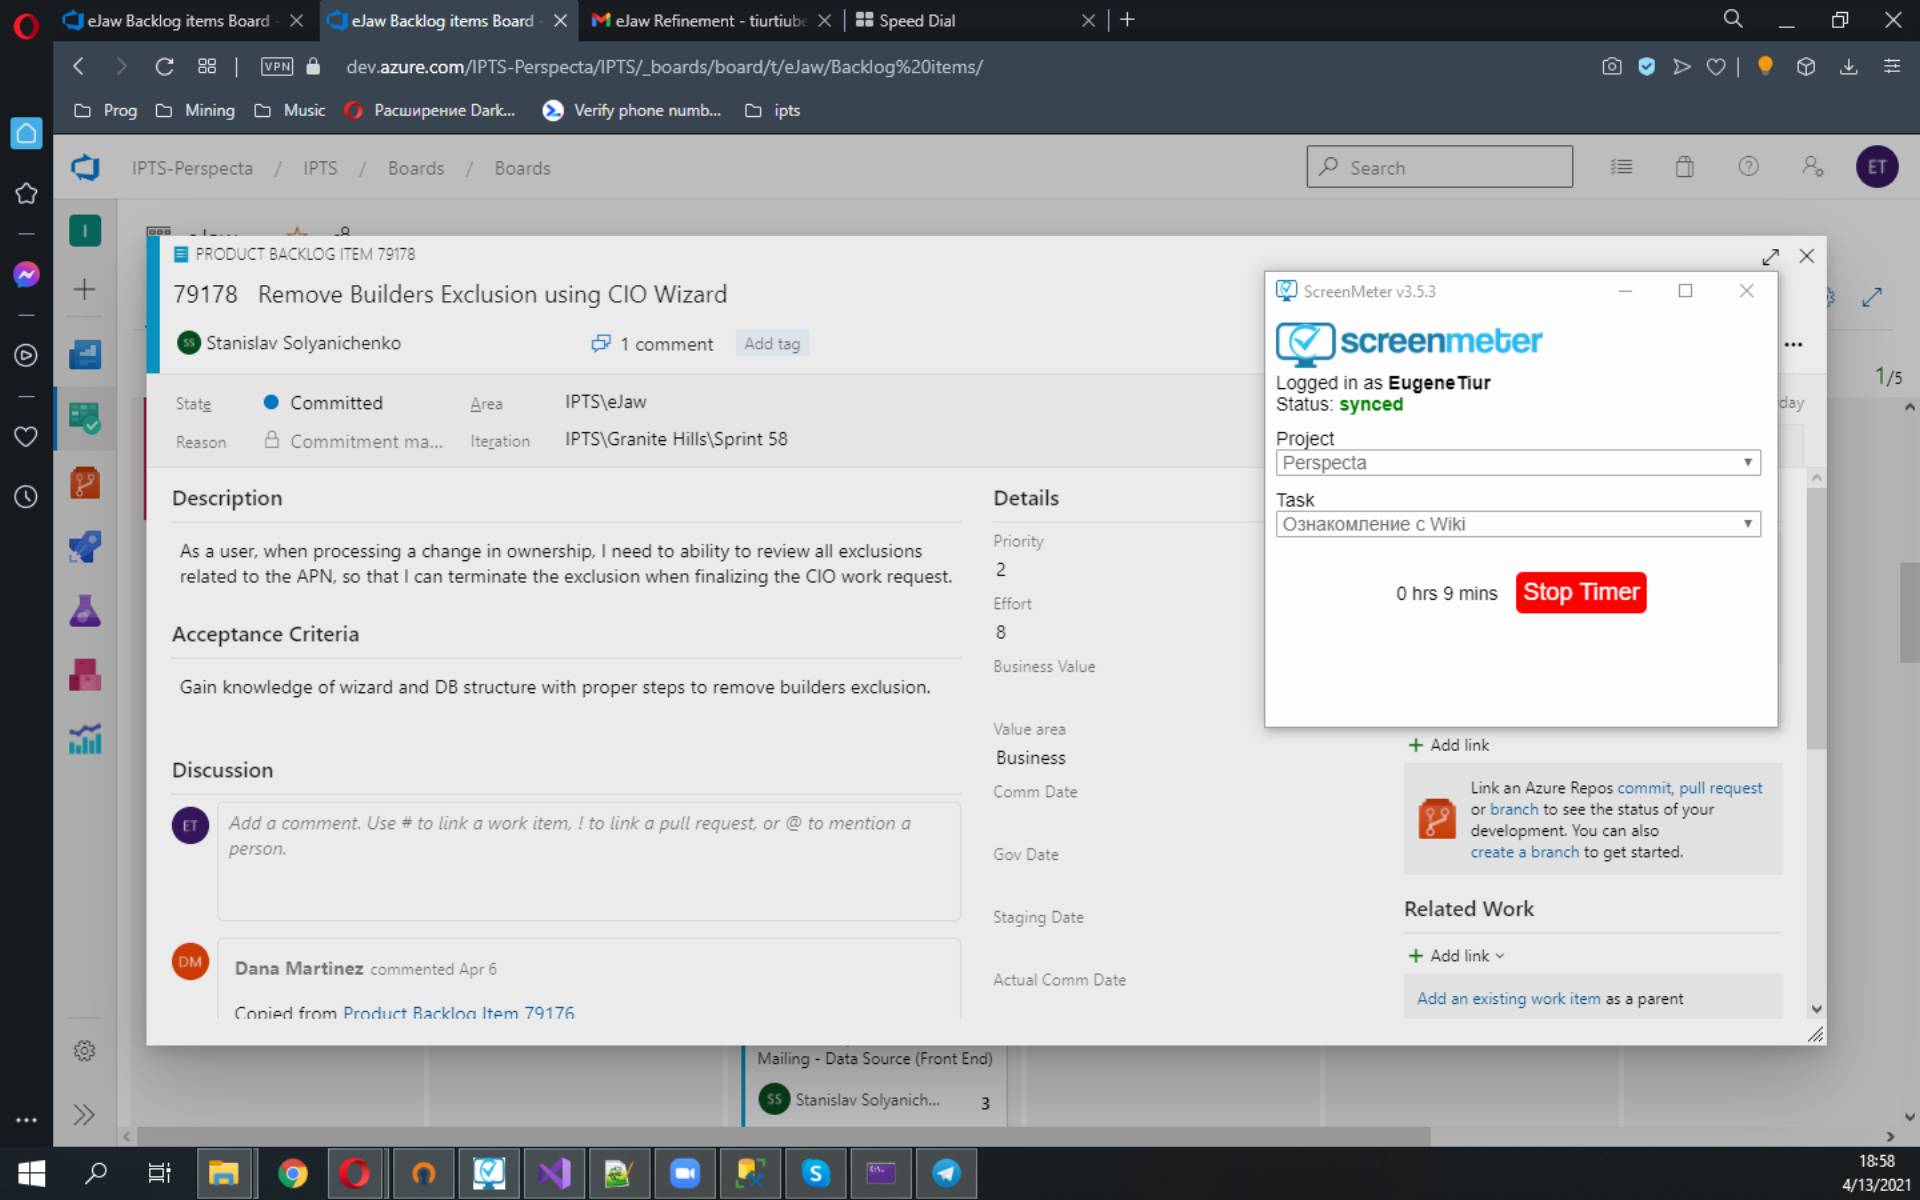 eJaw Backlog items Board
eJaw Backlog items Board -
eJaw Refinement - tiurtiube
Speed Dial
VPN
dev.azure.com/IPTS-Perspecta/IPTS/_boards/board/t/eJaw/Backlog%20items/
Prog
Mining
Music
Расширение Dark...
Verify phone numb...
ipts
IPTS-Perspecta / IPTS / Boards / Boards
Search
ET
I
PRODUCT BACKLOG ITEM 79178
79178 Remove Builders Exclusion using CIO Wizard
SS Stanislav Solyanichenko
1 comment
Add tag
State
Committed
Area
IPTS\eJaw
Reason
Commitment ma...
Iteration
IPTS\Granite Hills\Sprint 58
1/5
day
Description
As a user, when processing a change in ownership, I need to ability to review all exclusions
related to the APN, so that I can terminate the exclusion when finalizing the CIO work request.
Acceptance Criteria
Gain knowledge of wizard and DB structure with proper steps to remove builders exclusion.
Discussion
ET
Add a comment. Use # to link a work item, ! to link a pull request, or @ to mention a
person.
DM
Dana Martinez commented Apr 6
Copied from Product Backlog Item 79176
Details
Priority
2
Effort
8
Business Value
Value area
Business
Comm Date
Gov Date
Staging Date
Actual Comm Date
ScreenMeter v3.5.3
screenmeter
Logged in as EugeneTiur
Status: synced
Project
Perspecta
Task
Ознакомление с Wiki
0 hrs 9 mins
Stop Timer
Add link
Link an Azure Repos commit, pull request
or branch to see the status of your
development. You can also
create a branch to get started.
Related Work
Add link
Add an existing work item as a parent
Mailing - Data Source (Front End)
SS Stanislav Solyanich...
3
18:58
4/13/2021